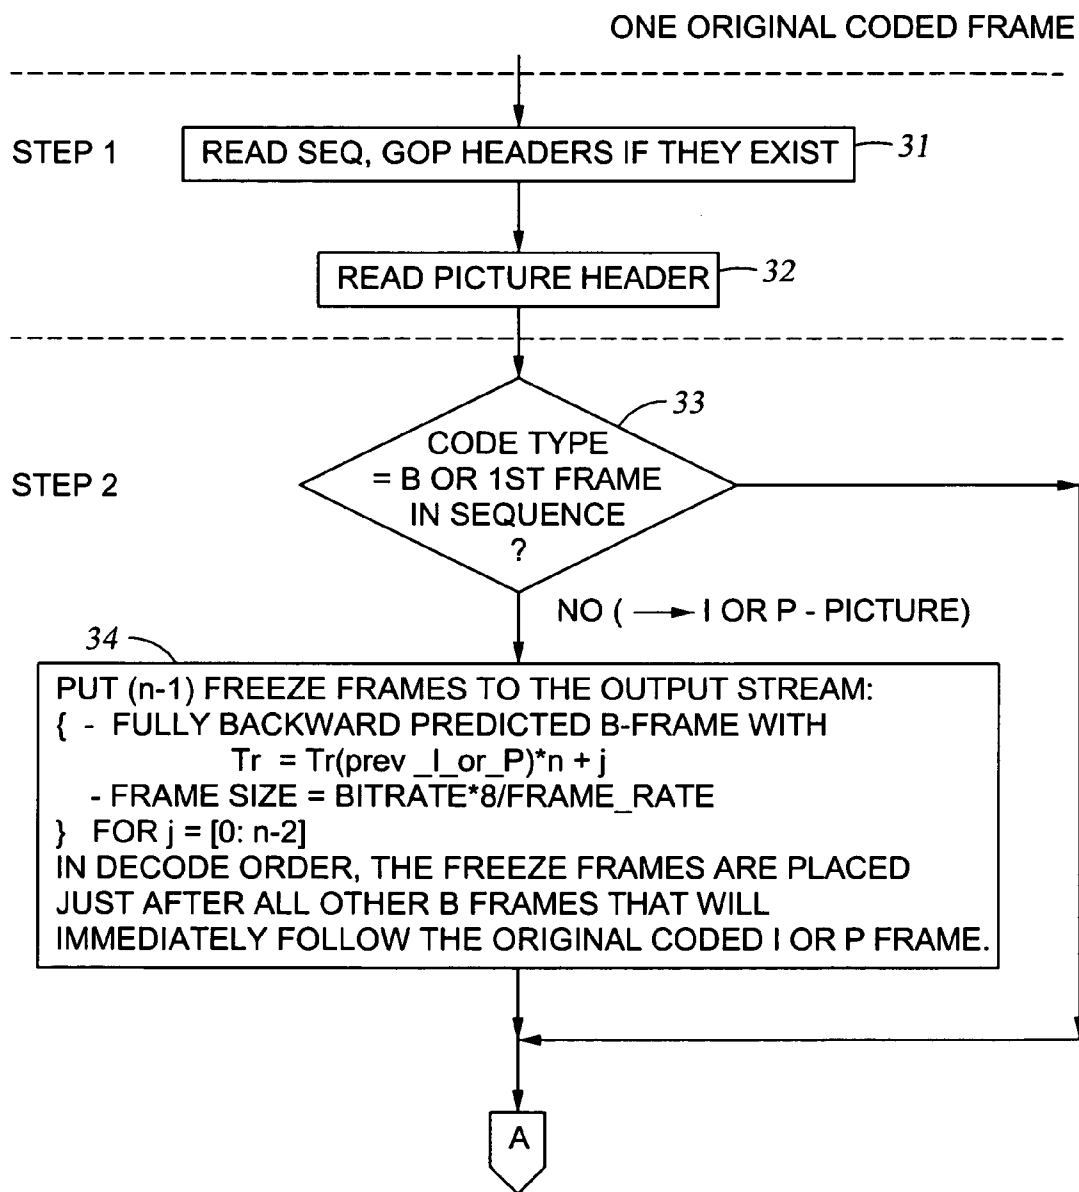 ONE ORIGINAL CODED FRAME
STEP 1
READ SEQ, GOP HEADERS IF THEY EXIST
31
READ PICTURE HEADER
32
33
CODE TYPE
= B OR 1ST FRAME
IN SEQUENCE
?
STEP 2
NO ( → I OR P - PICTURE)
34
PUT (n-1) FREEZE FRAMES TO THE OUTPUT STREAM:
{ - FULLY BACKWARD PREDICTED B-FRAME WITH
Tr = Tr(prev _I_or_P)*n + j
- FRAME SIZE = BITRATE*8/FRAME_RATE
} FOR j = [0: n-2]
IN DECODE ORDER, THE FREEZE FRAMES ARE PLACED
JUST AFTER ALL OTHER B FRAMES THAT WILL
IMMEDIATELY FOLLOW THE ORIGINAL CODED I OR P FRAME.
A